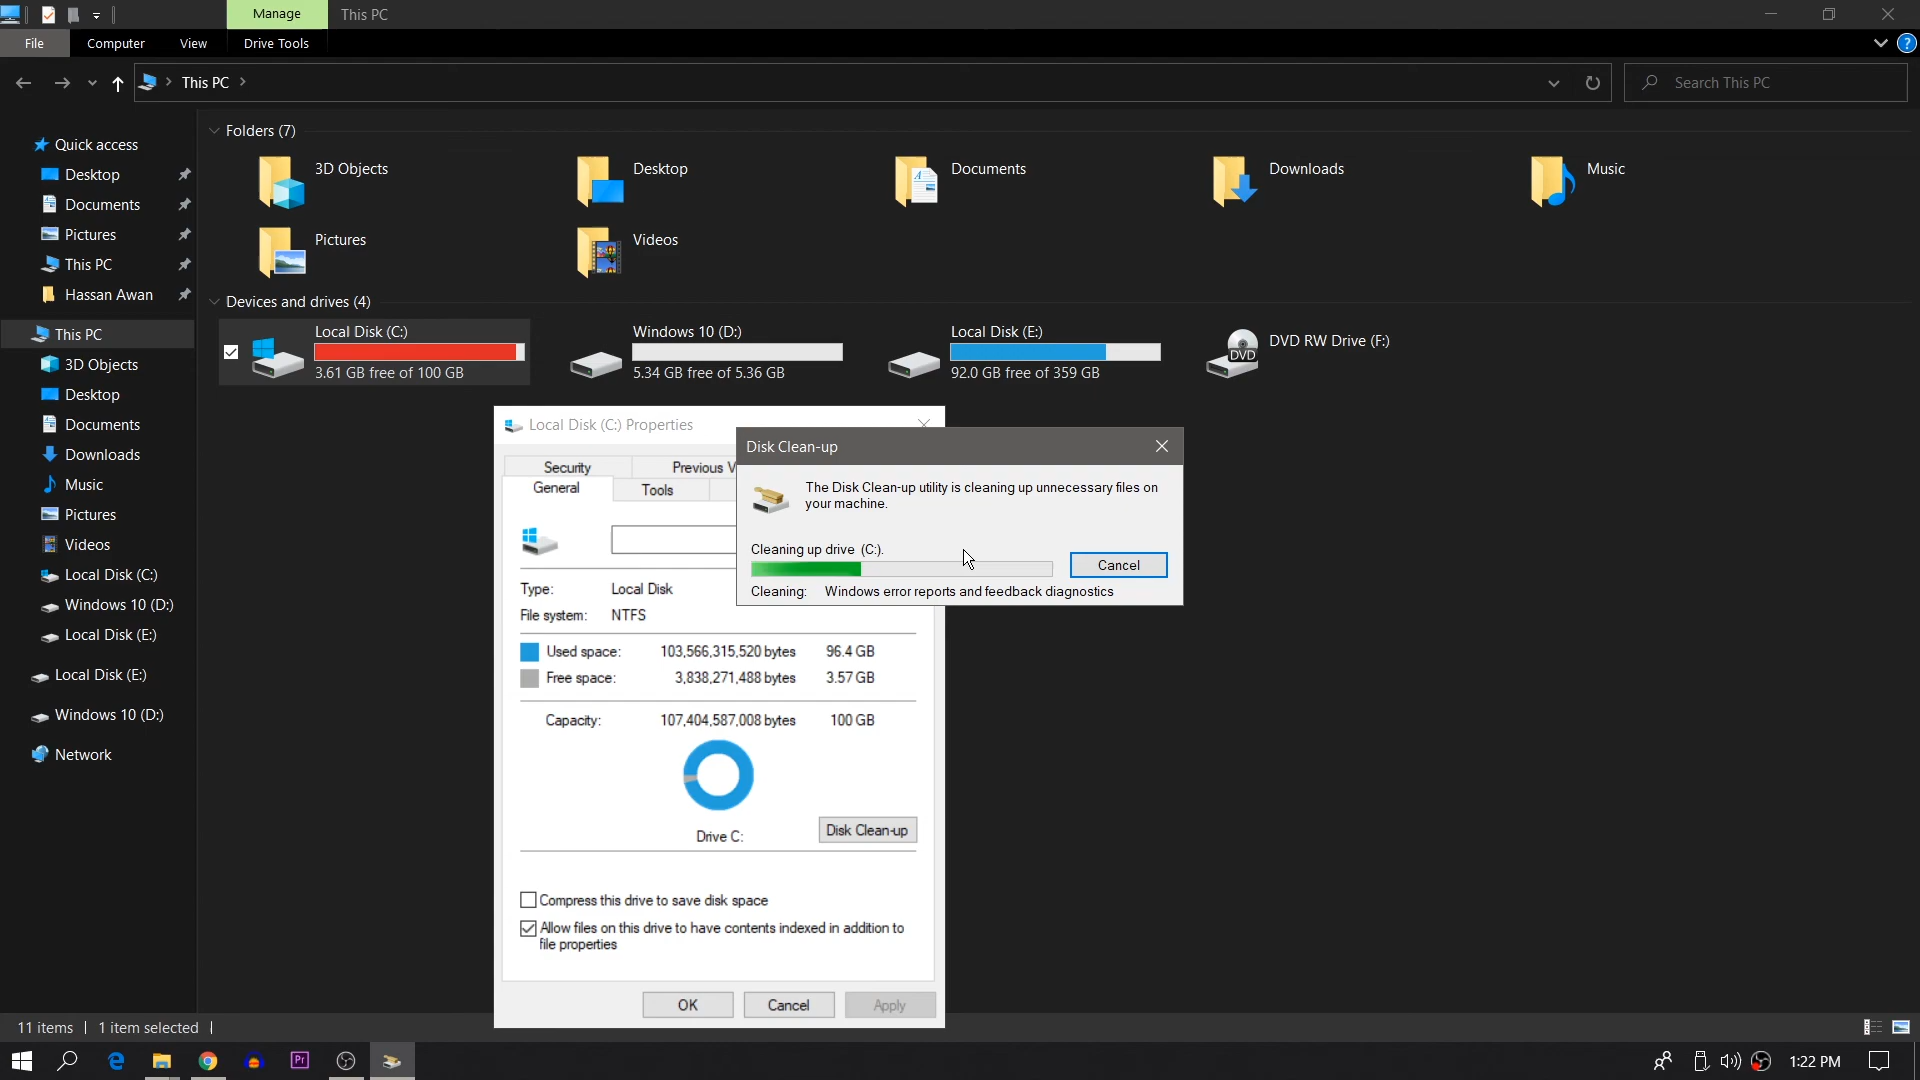 Manage
This PC
File
Computer
View
Drive Tools
?
This PC
Search This PC
Quick access
Desktop
Documents
Pictures
This PC
Hassan Awan
This PC
3D Objects
Desktop
Documents
Downloads
Music
Pictures
Videos
Local Disk (C:)
Windows 10 (D:)
Local Disk (E:)
Local Disk (E:)
Windows 10 (D:)
Network
Folders (7)
3D Objects
Desktop
Documents
Downloads
Music
Pictures
Videos
Devices and drives (4)
Local Disk (C:)
3.61 GB free of 100 GB
Windows 10 (D:)
5.34 GB free of 5.36 GB
Local Disk (E:)
92.0 GB free of 359 GB
DVD
DVD RW Drive (F:)
Local Disk (C:) Properties
Security
Previous V
General
Tools
Type: Local Disk
File system: NTFS
Used space: 103,566,315,520 bytes 96.4 GB
Free space: 3,838,271,488 bytes 3.57 GB
Capacity: 107,404,587,008 bytes 100 GB
Drive C:
Disk Clean-up
Compress this drive to save disk space
Allow files on this drive to have contents indexed in addition to
file properties
OK
Cancel
Apply
Disk Clean-up
The Disk Clean-up utility is cleaning up unnecessary files on
your machine.
Cleaning up drive (C:).
Cancel
Cleaning: Windows error reports and feedback diagnostics
11 items
1 item selected
Pr
1:22 PM